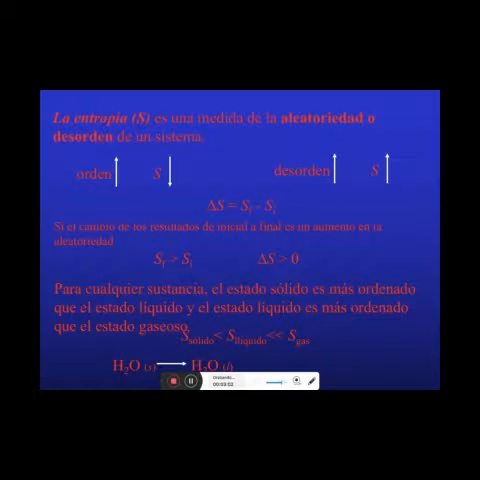 La entropía (S) es una medida de la aleatoriedad o
desorden de un sistema.
orden S desorden S
ΔS = Sf - Si
Si el cambio de los resultados de inicial a final es un aumento en la
aleatoriedad
Sf > Si ΔS > 0
Para cualquier sustancia, el estado sólido es más ordenado
que el estado líquido y el estado líquido es más ordenado
que el estado gaseoso
Ssólido < Slíquido << Sgas
H2O (s) H2O (l)
00:03:02